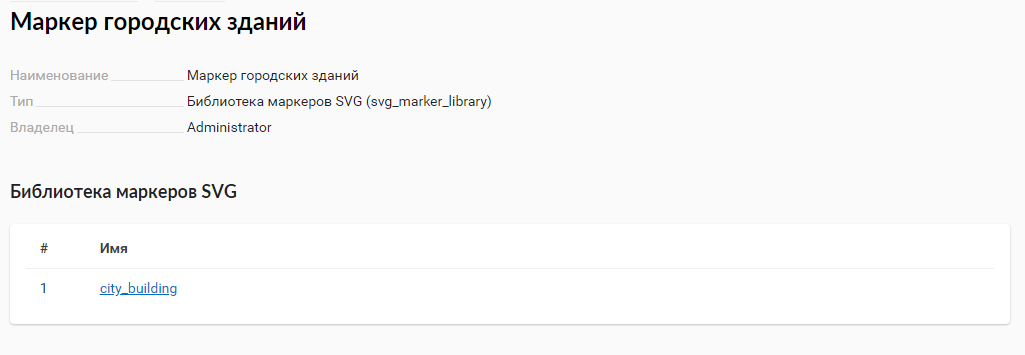 Маркер городских зданий
Наименование Маркер городских зданий
Тип Библиотека маркеров SVG (svg_marker_library)
Владелец Administrator
Библиотека маркеров SVG
# Имя
1 city_building